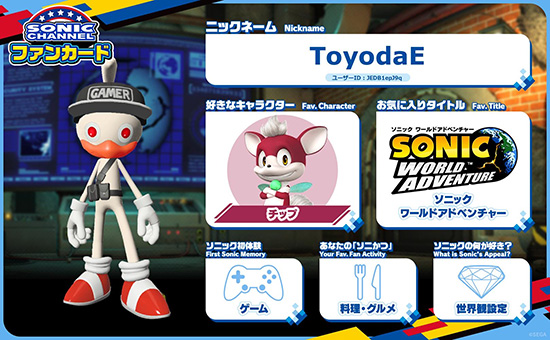 SONIC CHANNEL
ファンカード
ニックネーム Nickname
ToyodaE
ユーザーID：JEDB1epJ9q
GAMER
好きなキャラクター Fav. Character
お気に入りタイトル Fav. Title
チップ
ソニック ワールドアドベンチャー
SONIC
WORLD
ADVENTURE
ソニック
ワールドアドベンチャー
ソニック初体験
First Sonic Memory
ゲーム
あなたの「ソニかつ」
Your Fav. Fan Activity
料理・グルメ
ソニックの何が好き？
What is Sonic's Appeal?
世界観設定
©SEGA